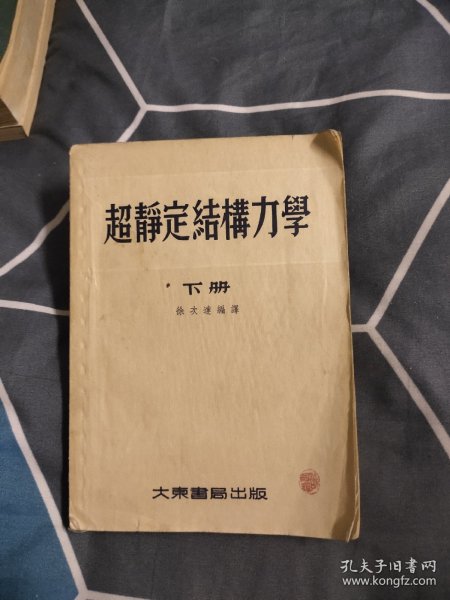 超靜定結構力學
下册
徐次達編譯
大東書局出版
孔夫子旧书网
www.kongfz.com